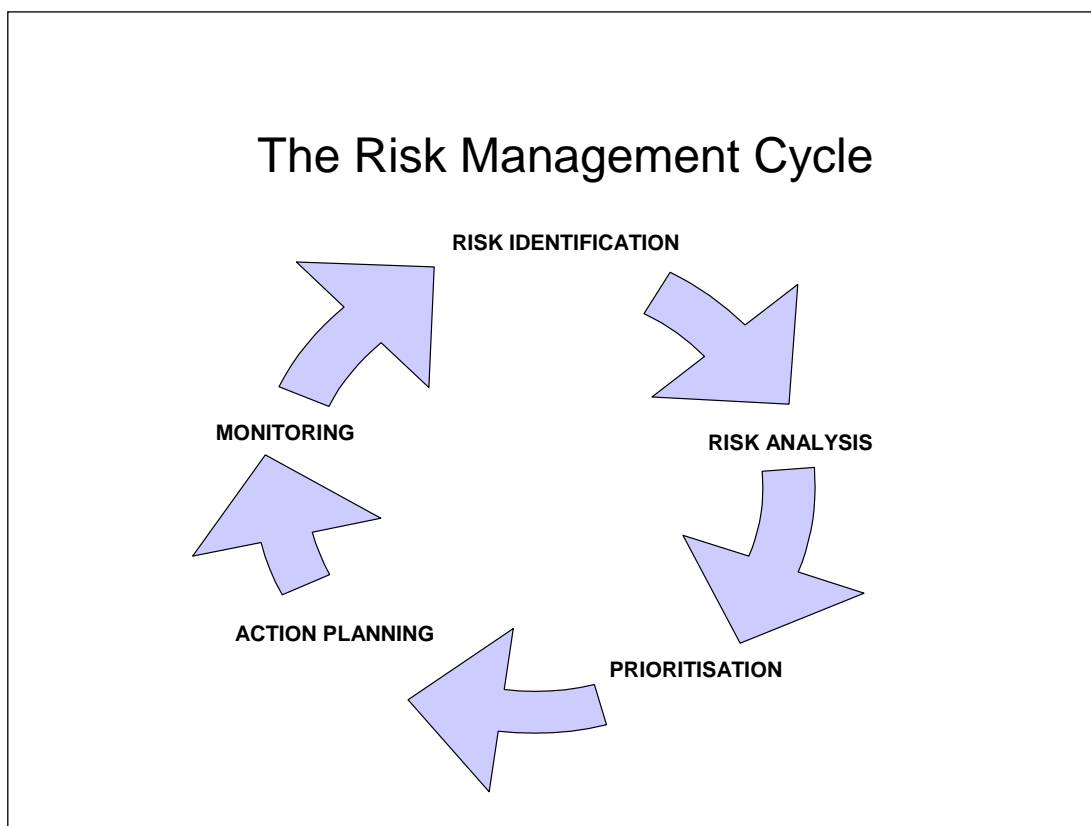 The Risk Management Cycle
RISK IDENTIFICATION
RISK ANALYSIS
PRIORITISATION
ACTION PLANNING
MONITORING